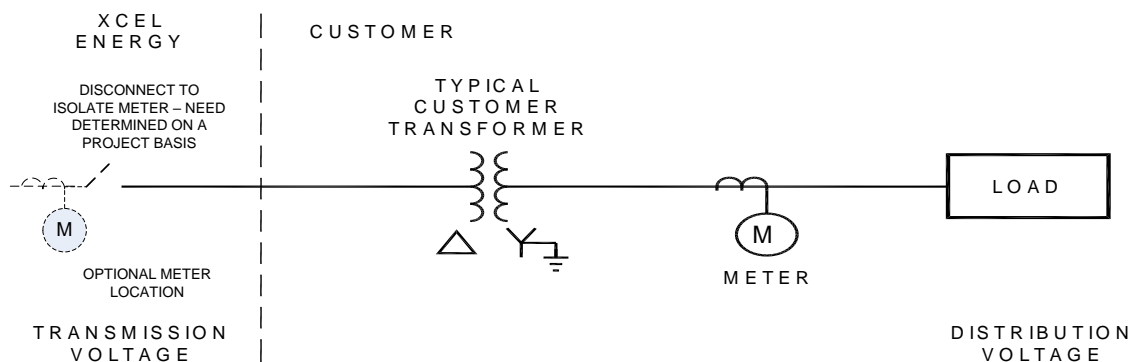 XCEL
ENERGY
CUSTOMER
DISCONNECT TO
ISOLATE METER – NEED
DETERMINED ON A
PROJECT BASIS
TYPICAL
CUSTOMER
TRANSFORMER
LOAD
M
M
OPTIONAL METER
LOCATION
METER
TRANSMISSION
VOLTAGE
DISTRIBUTION
VOLTAGE